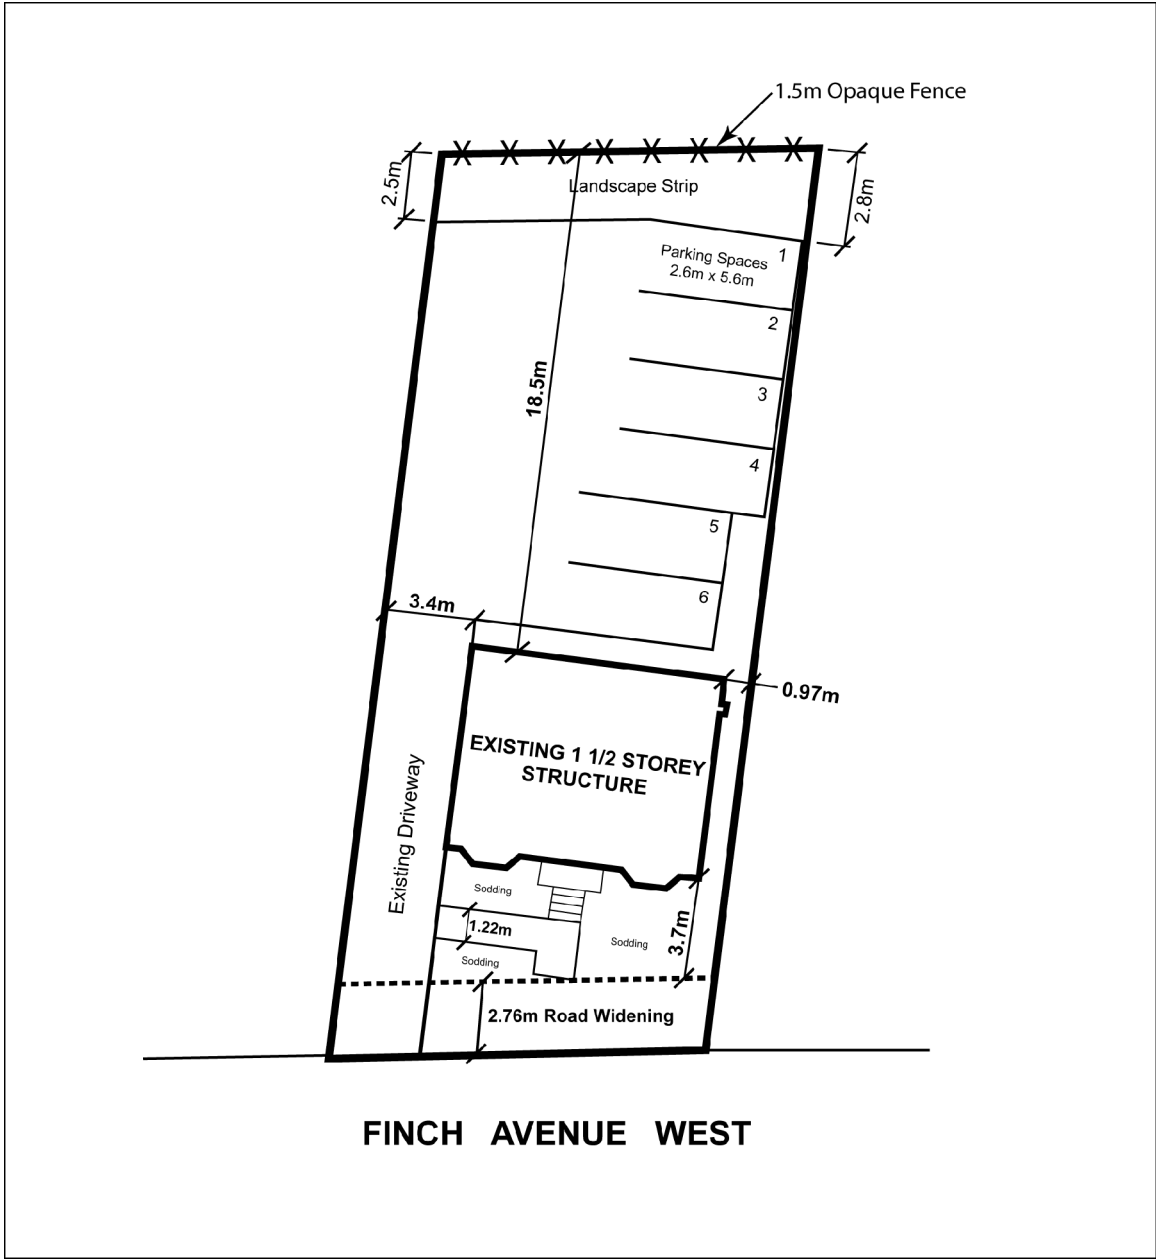 1.5m Opaque Fence
2.5m
Landscape Strip
2.8m
Parking Spaces
2.6m x 5.6m
1
2
3
4
5
6
18.5m
3.4m
0.97m
EXISTING 1 1/2 STOREY
STRUCTURE
Existing Driveway
Sodding
1.22m
Sodding
Sodding
3.7m
2.76m Road Widening
FINCH AVENUE WEST